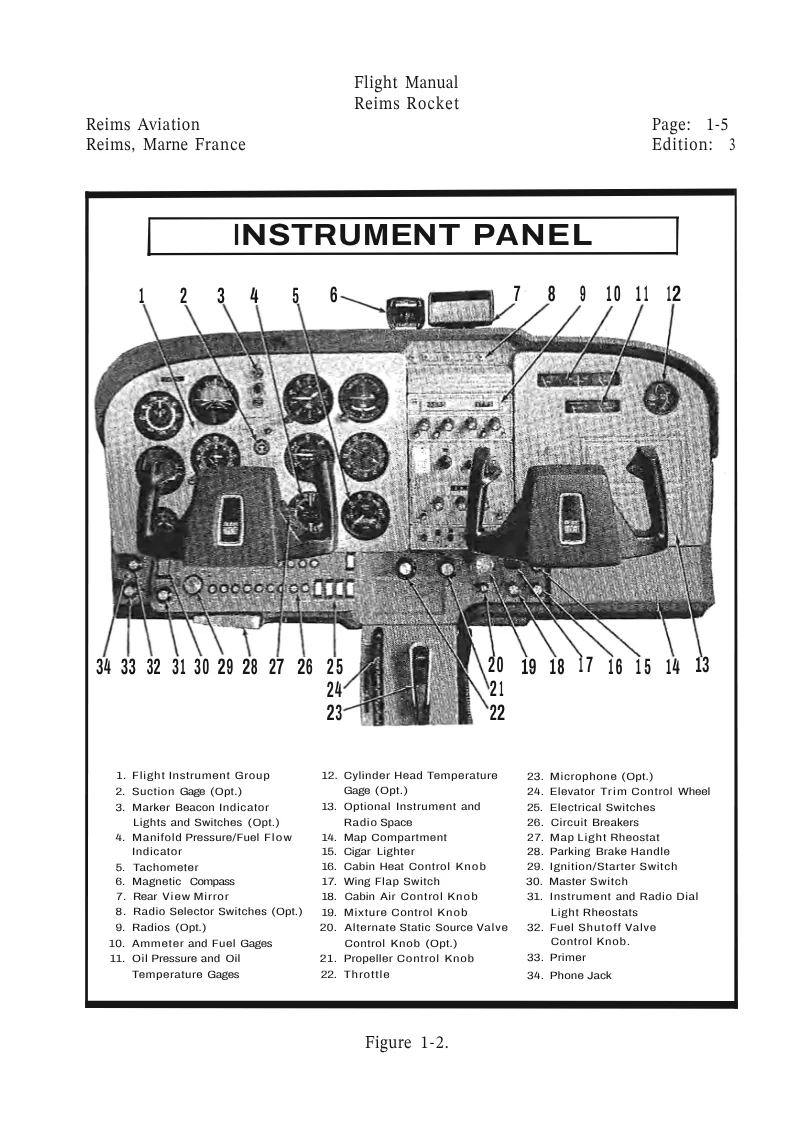 Flight Manual
Reims Rocket
Reims Aviation
Page: 1-5
Reims, Marne France
Edition: 3
INSTRUMENT PANEL
1 2 3 4 5 6 7 8 9 10 11 12
34 33 32 31 30 29 28 27 26 25 20 19 18 17 16 15 14 13
24 21
23 22
1. Flight Instrument Group
2. Suction Gage (Opt.)
3. Marker Beacon Indicator
Lights and Switches (Opt.)
4. Manifold Pressure/Fuel Flow
Indicator
5. Tachometer
6. Magnetic Compass
7. Rear View Mirror
8. Radio Selector Switches (Opt.)
9. Radios (Opt.)
10. Ammeter and Fuel Gages
11. Oil Pressure and Oil
Temperature Gages
12. Cylinder Head Temperature
Gage (Opt.)
13. Optional Instrument and
Radio Space
14. Map Compartment
15. Cigar Lighter
16. Cabin Heat Control Knob
17. Wing Flap Switch
18. Cabin Air Control Knob
19. Mixture Control Knob
20. Alternate Static Source Valve
Control Knob (Opt.)
21. Propeller Control Knob
22. Throttle
23. Microphone (Opt.)
24. Elevator Trim Control Wheel
25. Electrical Switches
26. Circuit Breakers
27. Map Light Rheostat
28. Parking Brake Handle
29. Ignition/Starter Switch
30. Master Switch
31. Instrument and Radio Dial
Light Rheostats
32. Fuel Shutoff Valve
Control Knob.
33. Primer
34. Phone Jack
Figure 1-2.